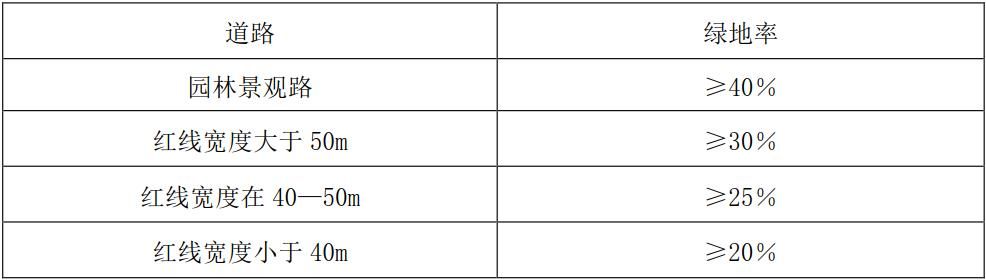 道路 绿地率
园林景观路 ≥40%
红线宽度大于 50m ≥30%
红线宽度在 40—50m ≥25%
红线宽度小于 40m ≥20%